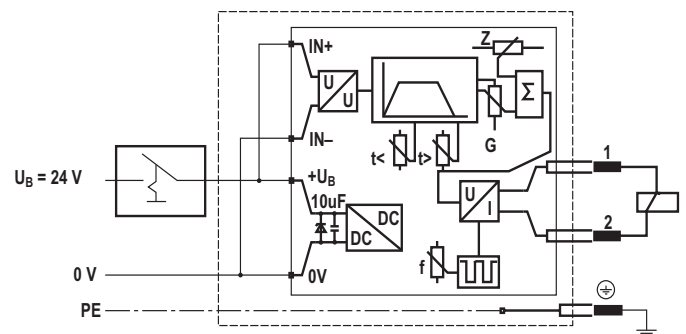 Z
IN+
U
U
Σ
IN–
t<
t>
G
1
U_B = 24 V
+U_B
10uF
DC
DC
U
I
2
f
0 V
0V
PE